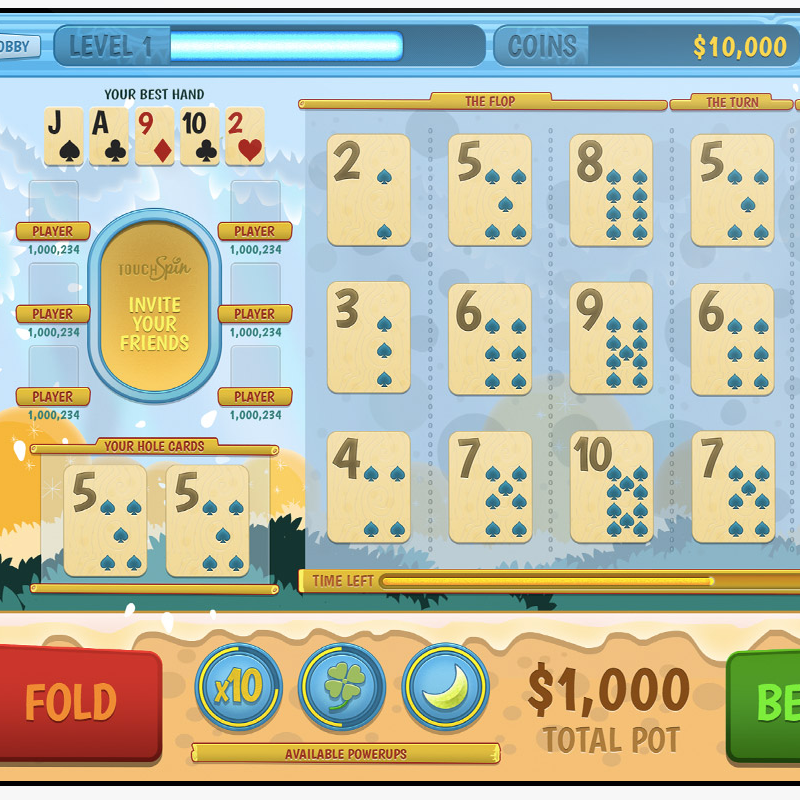 OBBY
LEVEL 1
COINS
$10,000
YOUR BEST HAND
J A 9 10 2
THE FLOP
THE TURN
2 5 8 5
PLAYER PLAYER
1,000,234 1,000,234
TOUCHSpin
INVITE
YOUR
FRIENDS
3 6 9 6
PLAYER PLAYER
1,000,234 1,000,234
PLAYER PLAYER
1,000,234 1,000,234
YOUR HOLE CARDS
5 5
4 7 10 7
TIME LEFT
FOLD
x10
$1,000
TOTAL POT
BE
AVAILABLE POWERUPS